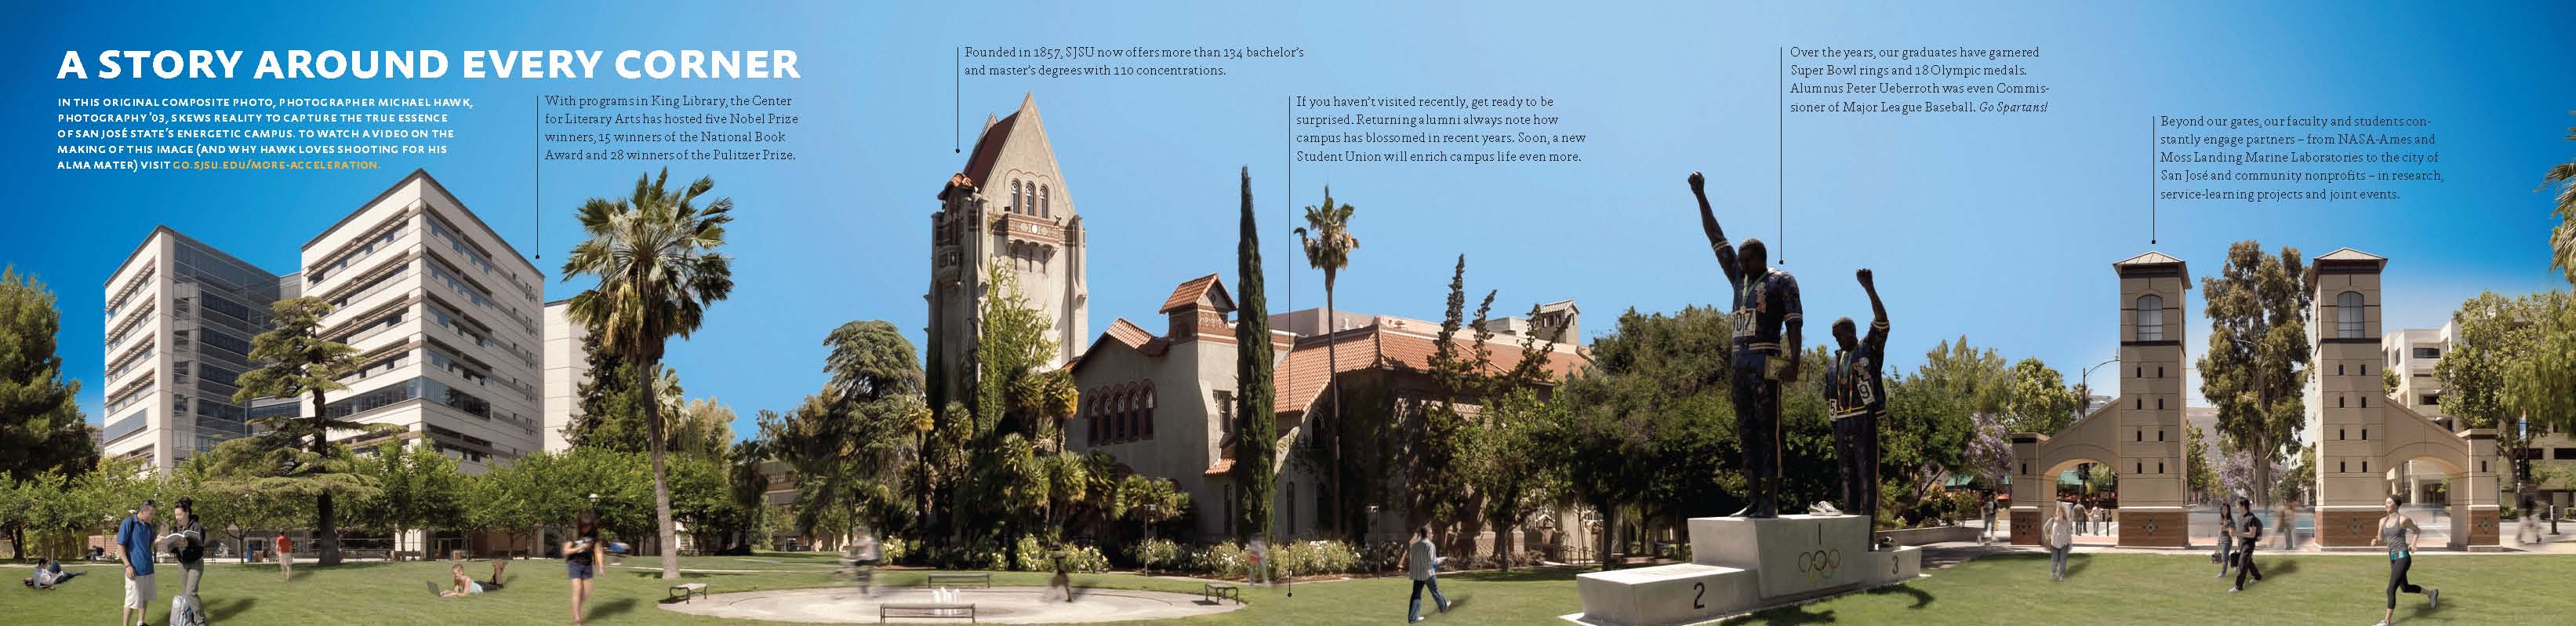 A STORY AROUND EVERY CORNER
IN THIS ORIGINAL COMPOSITE PHOTO, PHOTOGRAPHER MICHAEL HAWK,
PHOTOGRAPHY '03, SKEWS REALITY TO CAPTURE THE TRUE ESSENCE
OF SAN JOSÉ STATE'S ENERGETIC CAMPUS. TO WATCH A VIDEO ON THE
MAKING OF THIS IMAGE (AND WHY HAWK LOVES SHOOTING FOR HIS
ALMA MATER) VISIT GO.SJSU.EDU/MORE-ACCELERATION.
With programs in King Library, the Center
for Literary Arts has hosted five Nobel Prize
winners, 15 winners of the National Book
Award and 28 winners of the Pulitzer Prize.
Founded in 1857, SJSU now offers more than 134 bachelor's
and master's degrees with 110 concentrations.
If you haven't visited recently, get ready to be
surprised. Returning alumni always note how
campus has blossomed in recent years. Soon, a new
Student Union will enrich campus life even more.
Over the years, our graduates have garnered
Super Bowl rings and 18 Olympic medals.
Alumnus Peter Ueberroth was even Commis-
sioner of Major League Baseball. Go Spartans!
Beyond our gates, our faculty and students con-
stantly engage partners – from NASA-Ames and
Moss Landing Marine Laboratories to the city of
San José and community nonprofits – in research,
service-learning projects and joint events.
1
2
3